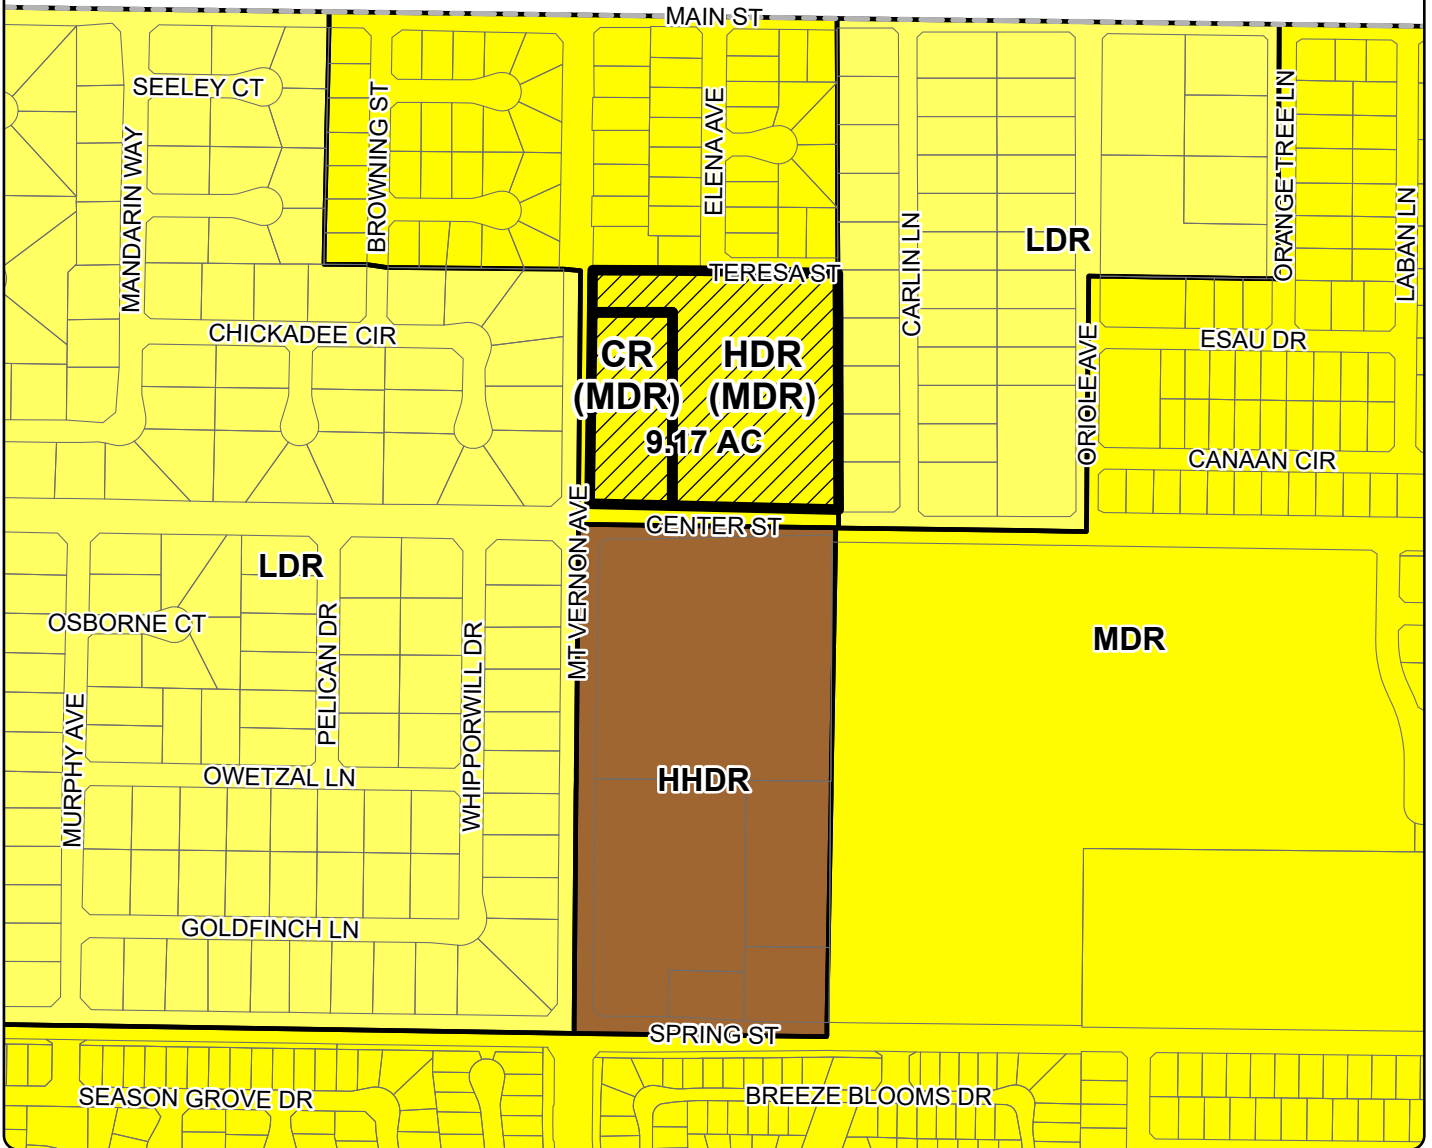 MAIN ST
SEELEY CT
BROWNING ST
ELENA AVE
ORANGE TREE LN
MANDARIN WAY
LABAN LN
CARLIN LN
LDR
TERESA ST
CHICKADEE CIR
ORIOLE AVE
ESAU DR
CR
(MDR)
HDR
(MDR)
9.17 AC
CANAAN CIR
MT VERNON AVE
CENTER ST
LDR
OSBORNE CT
PELICAN DR
WHIPPORWILL DR
MDR
MURPHY AVE
OWETZAL LN
HHDR
GOLDFINCH LN
SPRING ST
SEASON GROVE DR
BREEZE BLOOMS DR